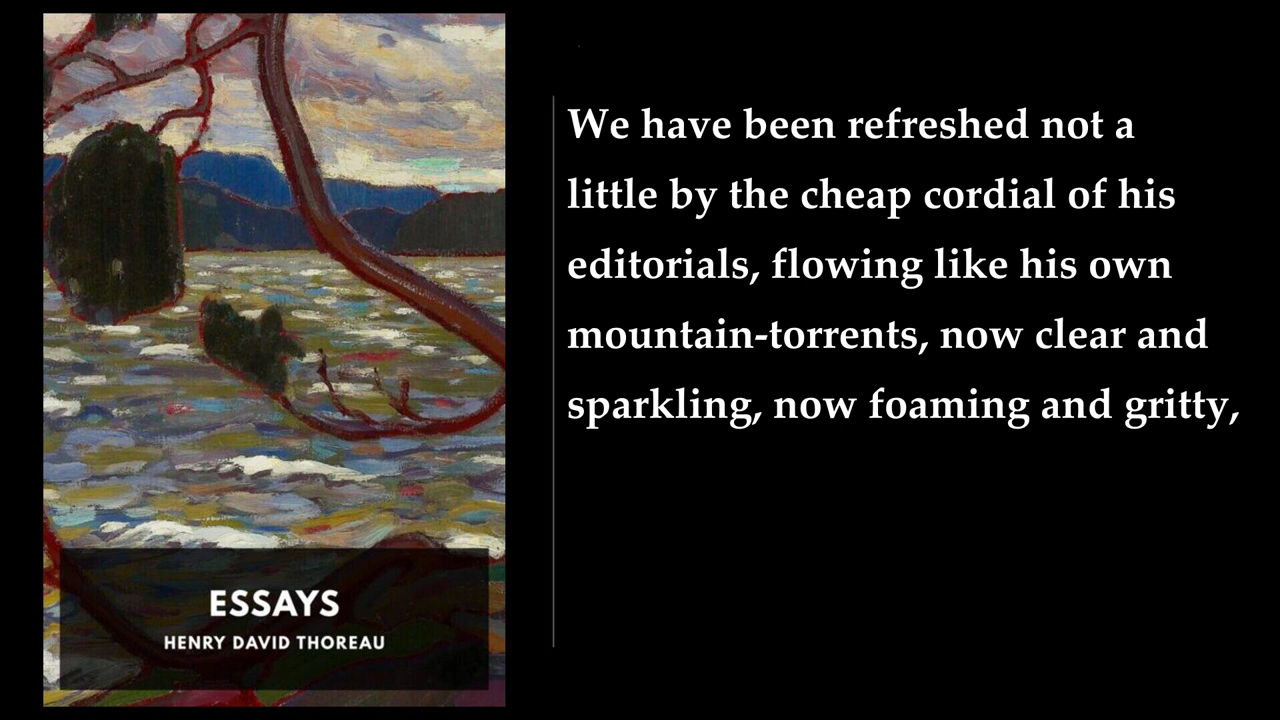 We have been refreshed not a
little by the cheap cordial of his
editorials, flowing like his own
mountain-torrents, now clear and
sparkling, now foaming and gritty,
ESSAYS
HENRY DAVID THOREAU